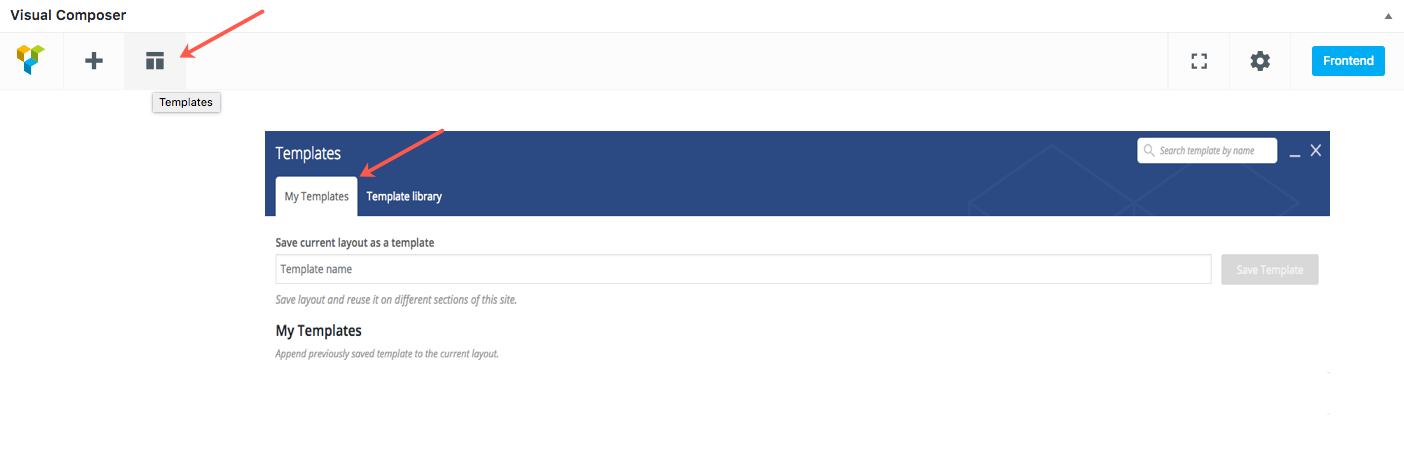 Visual Composer
Frontend
Templates
Templates
Search template by name
My Templates
Template library
Save current layout as a template
Template name
Save Template
Save layout and reuse it on different sections of this site.
My Templates
Append previously saved template to the current layout.